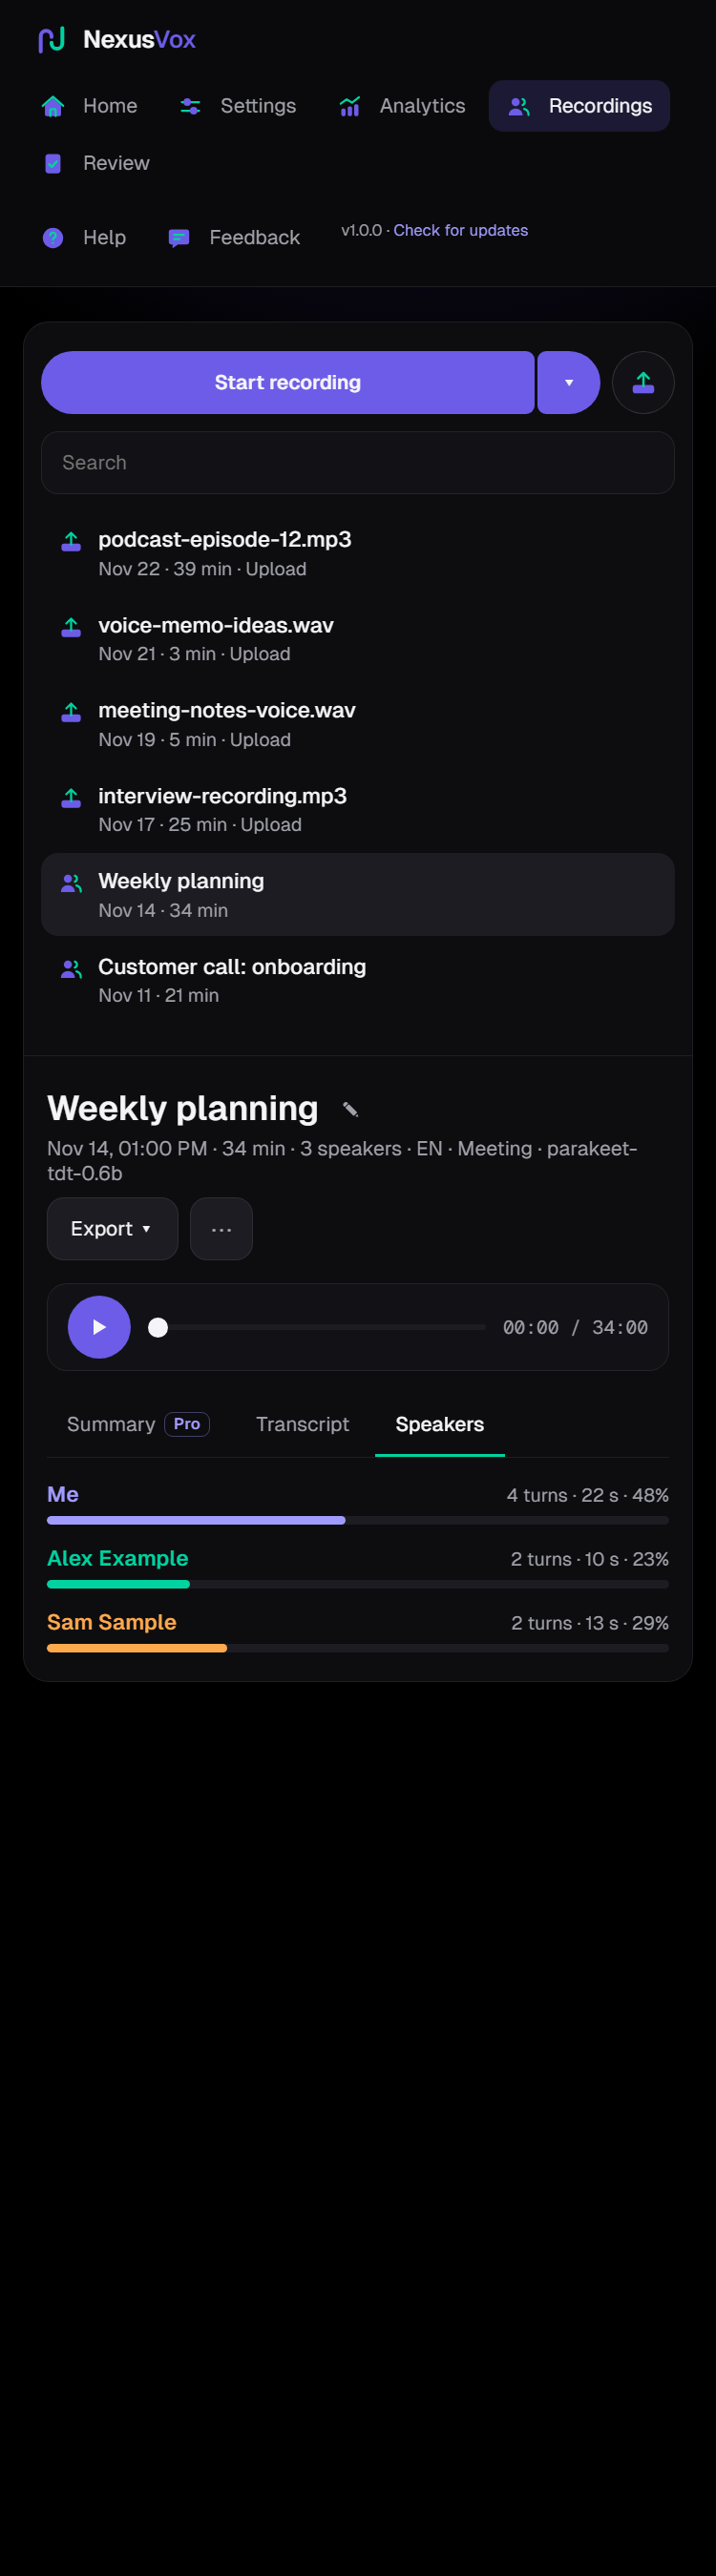 NexusVox
Home Settings Analytics Recordings
Review
Help Feedback v1.0.0 · Check for updates
Start recording
Search
podcast-episode-12.mp3
Nov 22 · 39 min · Upload
voice-memo-ideas.wav
Nov 21 · 3 min · Upload
meeting-notes-voice.wav
Nov 19 · 5 min · Upload
interview-recording.mp3
Nov 17 · 25 min · Upload
Weekly planning
Nov 14 · 34 min
Customer call: onboarding
Nov 11 · 21 min
Weekly planning
Nov 14, 01:00 PM · 34 min · 3 speakers · EN · Meeting · parakeet-
tdt-0.6b
Export ...
00:00 / 34:00
Summary Pro Transcript Speakers
Me 4 turns · 22 s · 48%
Alex Example 2 turns · 10 s · 23%
Sam Sample 2 turns · 13 s · 29%